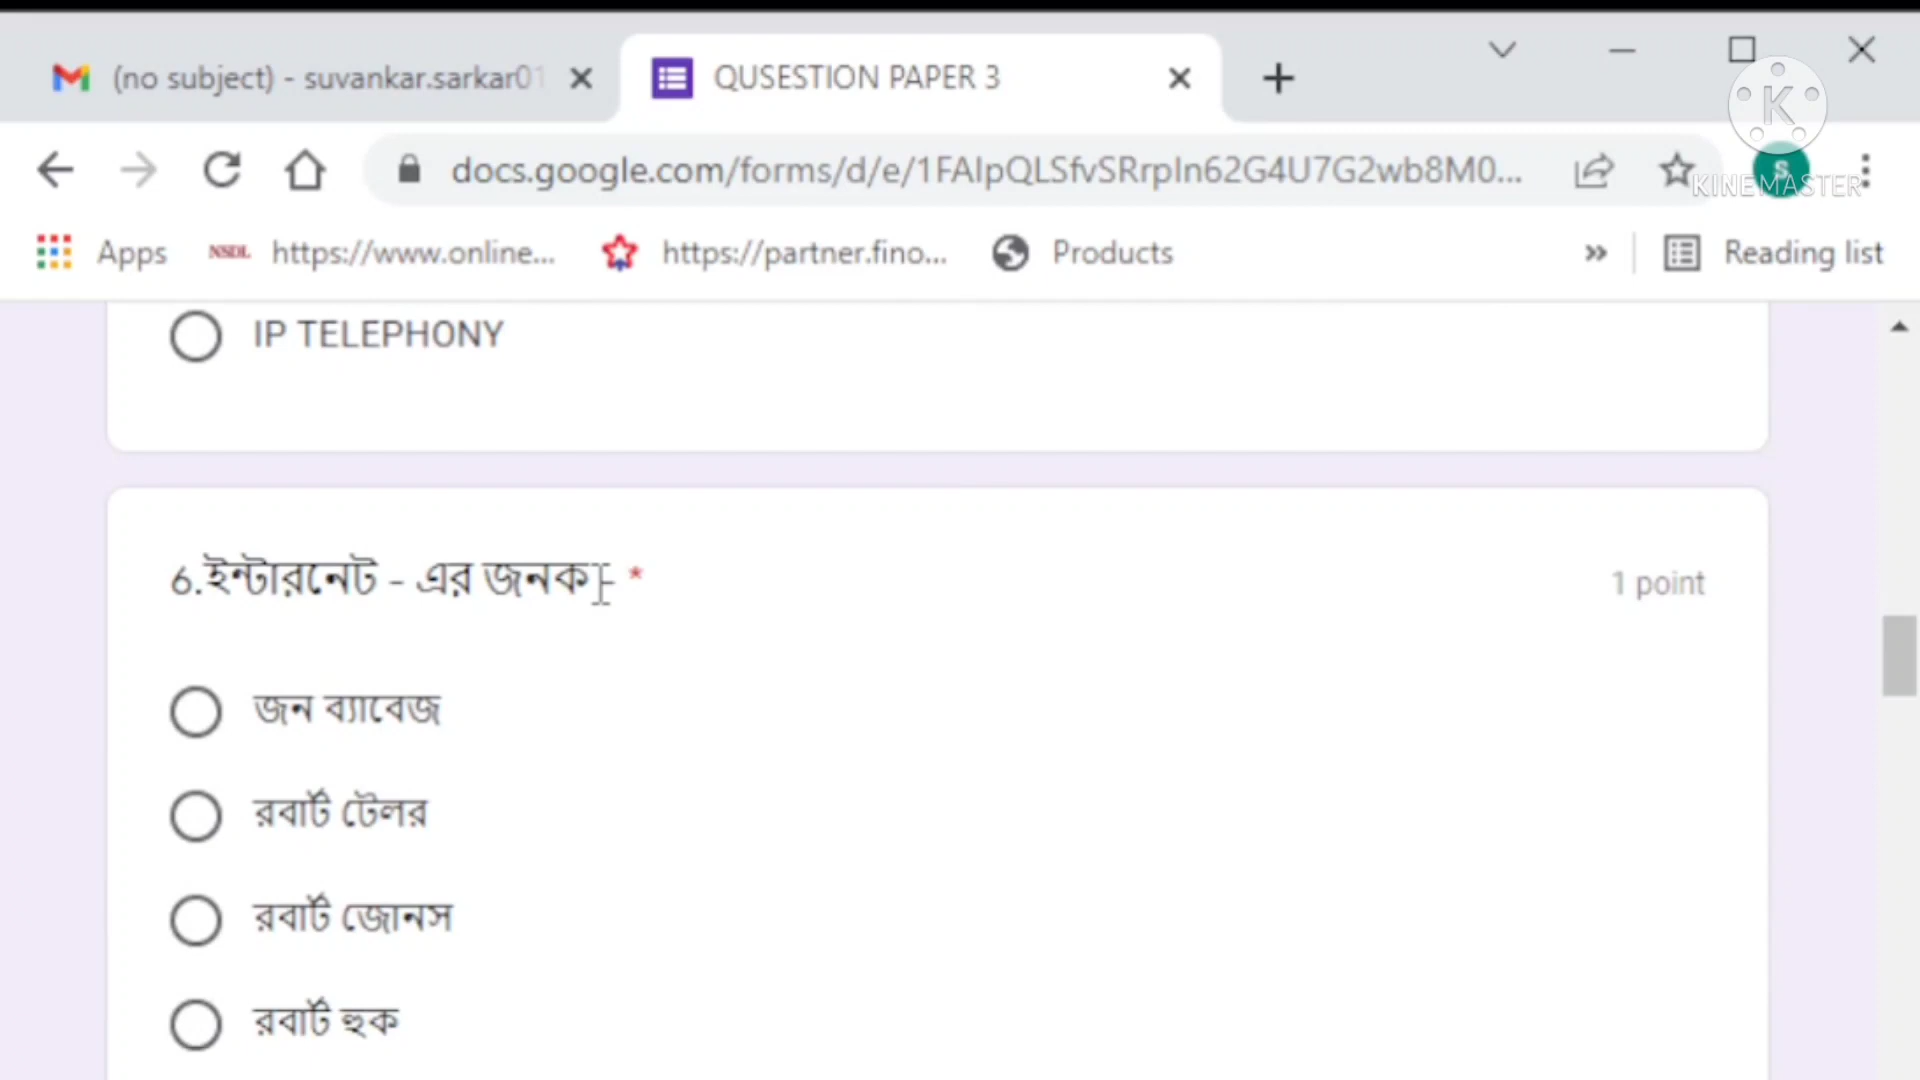 (no subject) - suvankar.sarkar01
QUSESTION PAPER 3
K
docs.google.com/forms/d/e/1FAIpQLSfvSRrpIn62G4U7G2wb8M0...
S
KINEMASTER
Apps
NSDL https://www.online...
https://partner.fino...
Products
»
Reading list
IP TELEPHONY
6.ইন্টারনেট - এর জনক - *
1 point
জন ব্যাবেজ
রবার্ট টেলর
রবার্ট জোনস
রবার্ট হুক